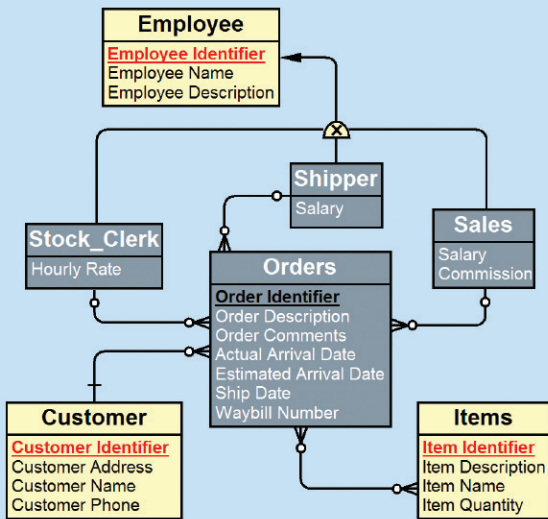 Employee
Employee Identifier
Employee Name
Employee Description
X
Shipper
Salary
Stock_Clerk
Hourly Rate
Sales
Salary
Commission
Orders
Order Identifier
Order Description
Order Comments
Actual Arrival Date
Estimated Arrival Date
Ship Date
Waybill Number
Customer
Customer Identifier
Customer Address
Customer Name
Customer Phone
Items
Item Identifier
Item Description
Item Name
Item Quantity